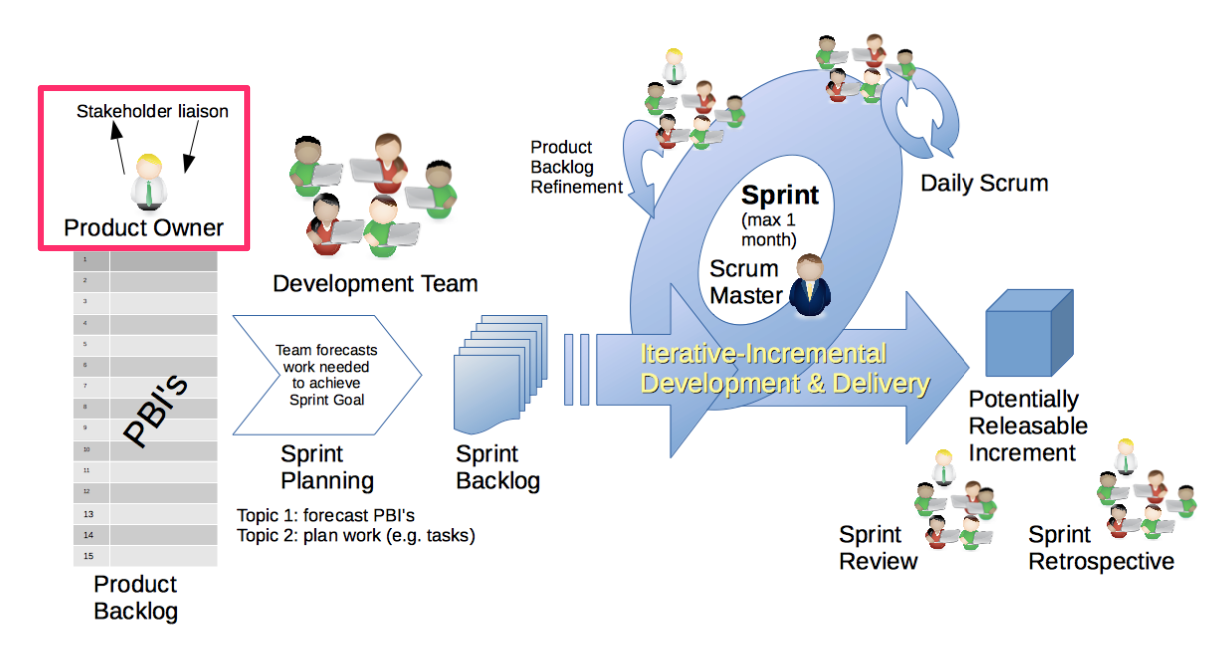 Stakeholder liaison
Product Owner
1
2
3
4
5
6
7
8
9
10
11
12
13
14
15
PBI's
Product
Backlog
Development Team
Team forecasts
work needed
to achieve
Sprint Goal
Sprint
Planning
Topic 1: forecast PBI's
Topic 2: plan work (e.g. tasks)
Sprint
Backlog
Product
Backlog
Refinement
Sprint
(max 1
month)
Scrum
Master
Daily Scrum
Iterative-Incremental
Development & Delivery
Potentially
Releasable
Increment
Sprint
Review
Sprint
Retrospective